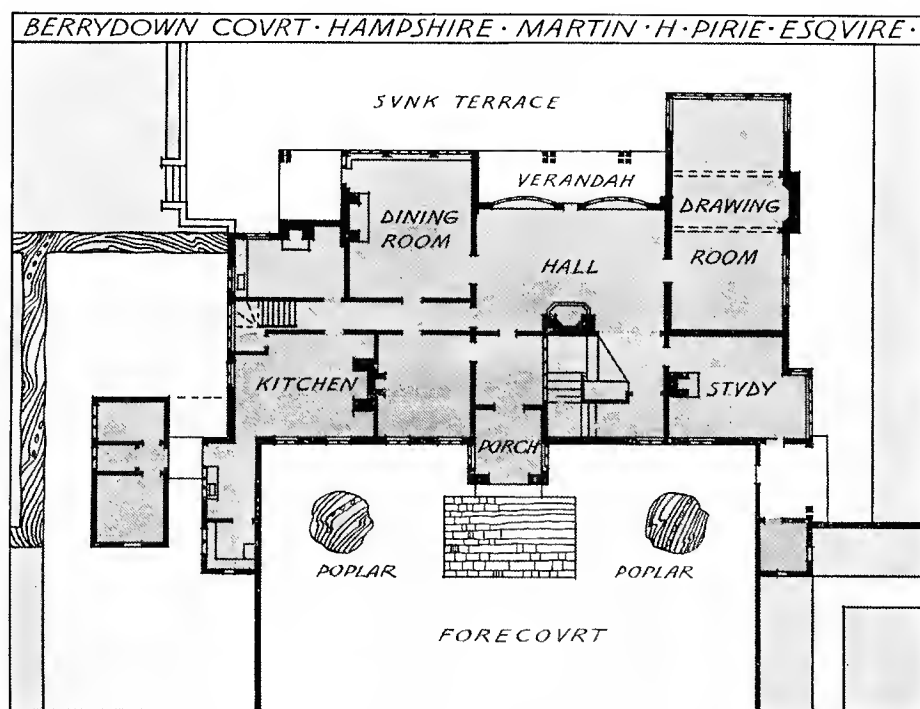 BERRYDOWN COVRT · HAMPSHIRE · MARTIN · H · PIRIE · ESQVIRE ·
SVNK TERRACE
VERANDAH
DINING
ROOM
HALL
DRAWING
ROOM
KITCHEN
STVDY
PORCH
POPLAR
POPLAR
FORECOVRT